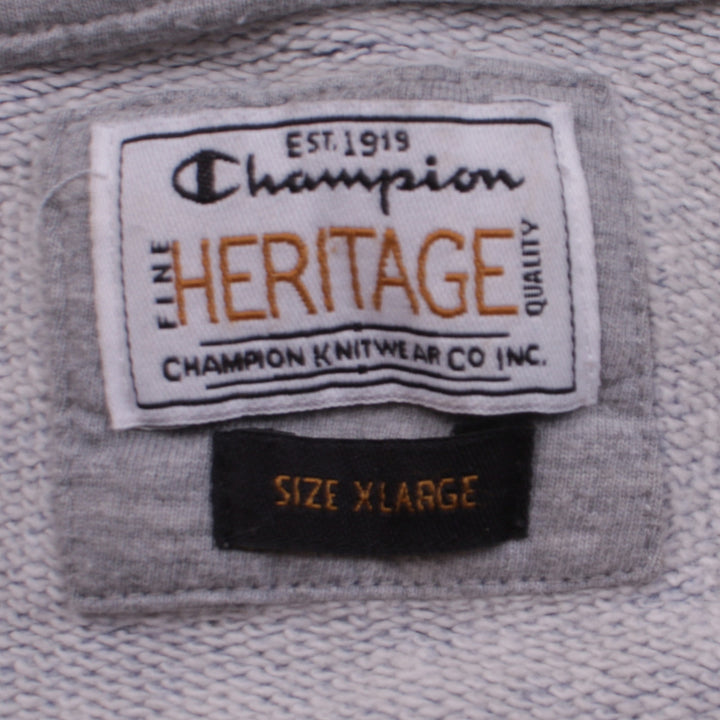 EST. 1919
Champion
FINE
HERITAGE
QUALITY
CHAMPION KNITWEAR CO INC.
SIZE XLARGE